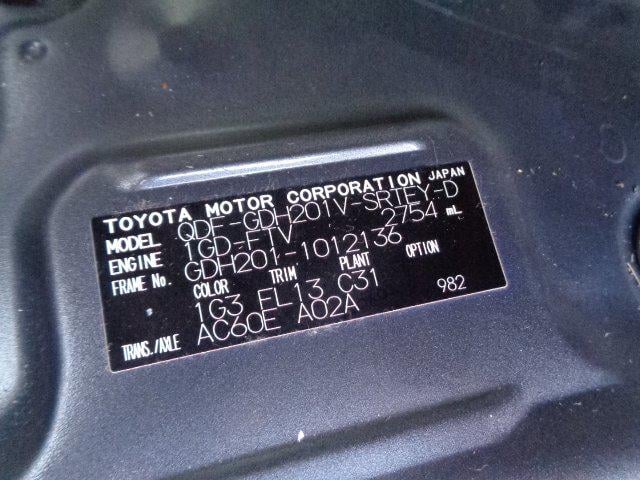 TOYOTA MOTOR CORPORATION JAPAN
MODEL QDF-GDH201V-SRTEY-D
ENGINE 1GD-FTV 2754 mL
FRAME No. GDH201-1012136
COLOR TRIM PLANT OPTION
1G3 FL13 C31
TRANS./AXLE AC60E A02A 982